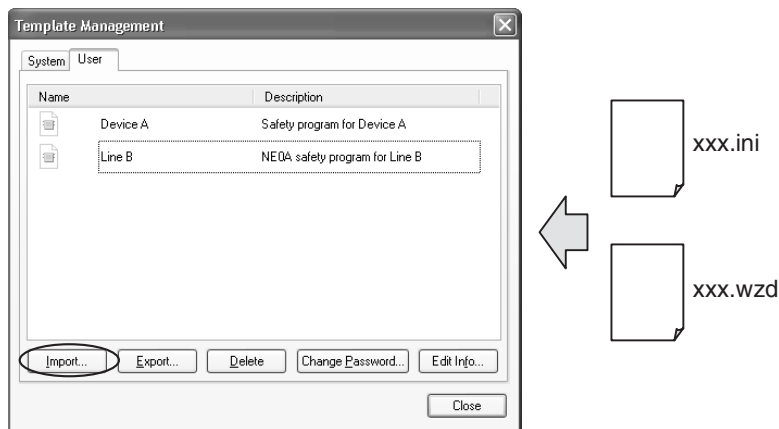 Template Management
System User
Name Description
Device A Safety program for Device A
Line B NE0A safety program for Line B
Import... Export... Delete Change Password... Edit Info...
Close
xxx.ini
xxx.wzd